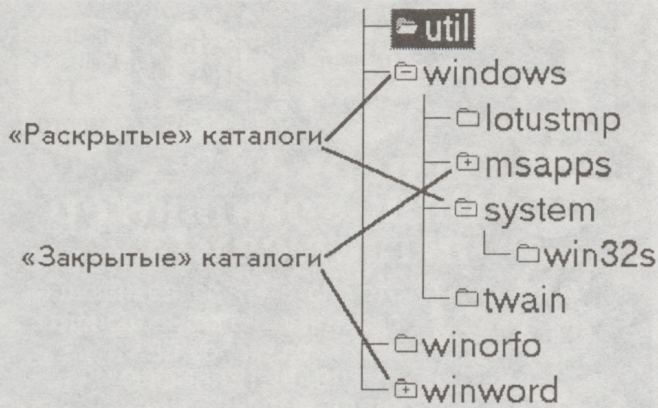 util
windows
lotustmp
«Раскрытые» каталоги
msapps
system
win32s
«Закрытые» каталоги
twain
winorfo
winword